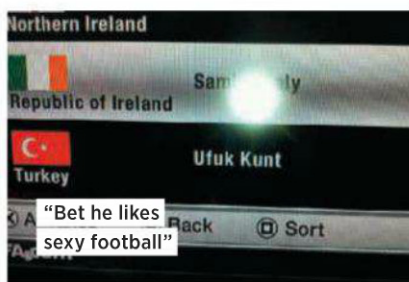 Northern Ireland
Republic of Ireland
Ufuk Kunt
Turkey
Back
Sort
"Bet he likes
sexy football"